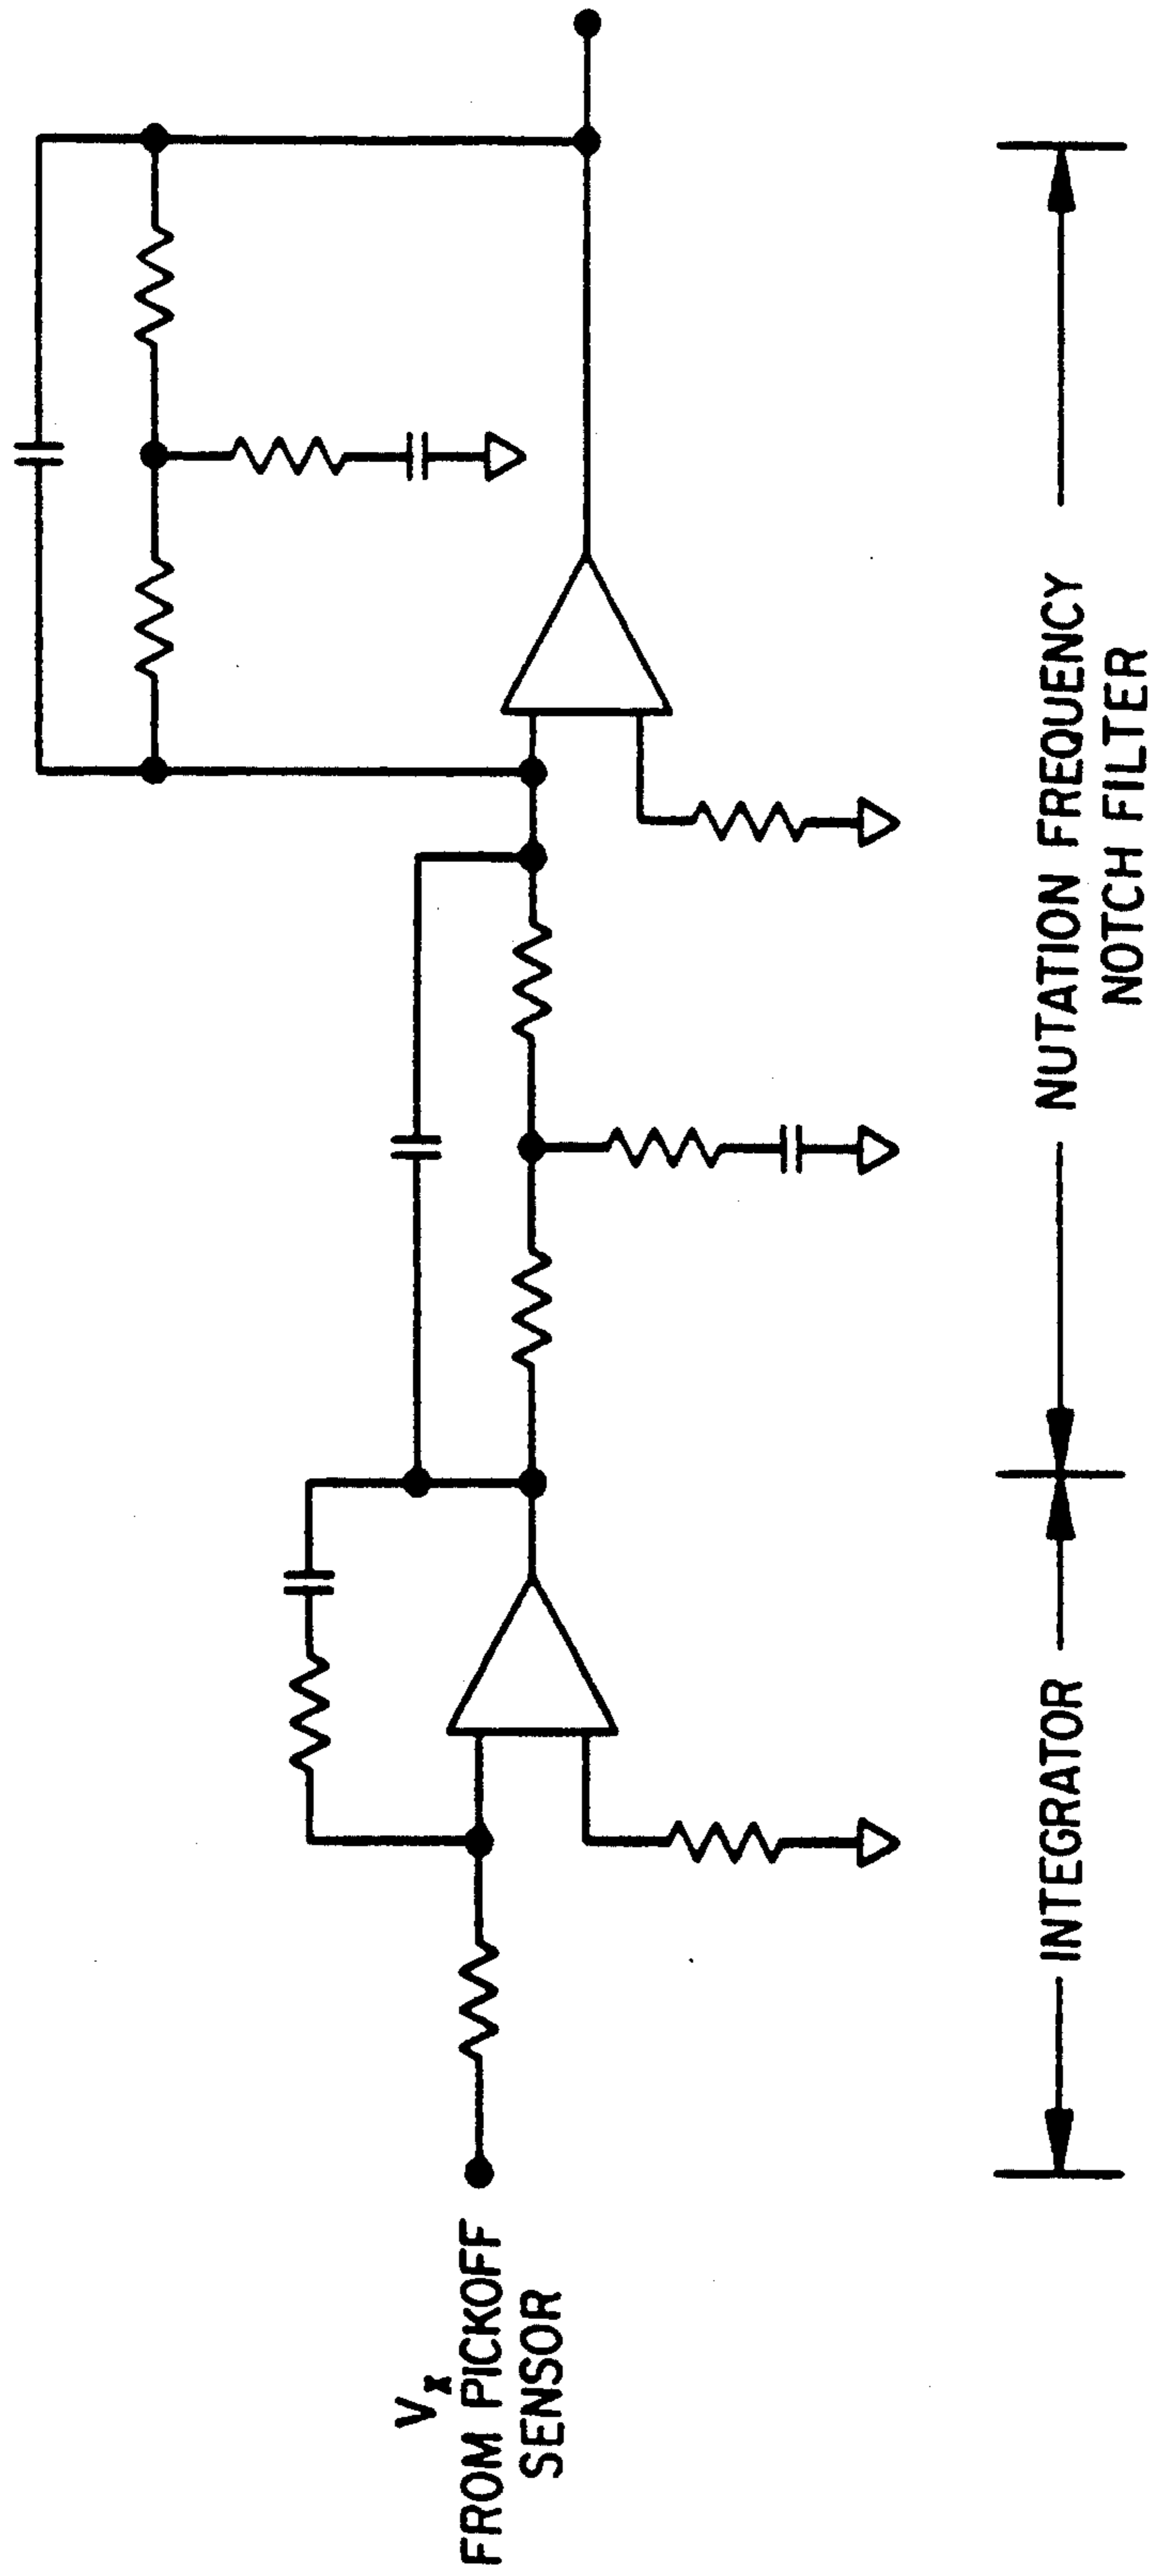 Vx
FROM PICKOFF
SENSOR
INTEGRATOR
NUTATION FREQUENCY
NOTCH FILTER